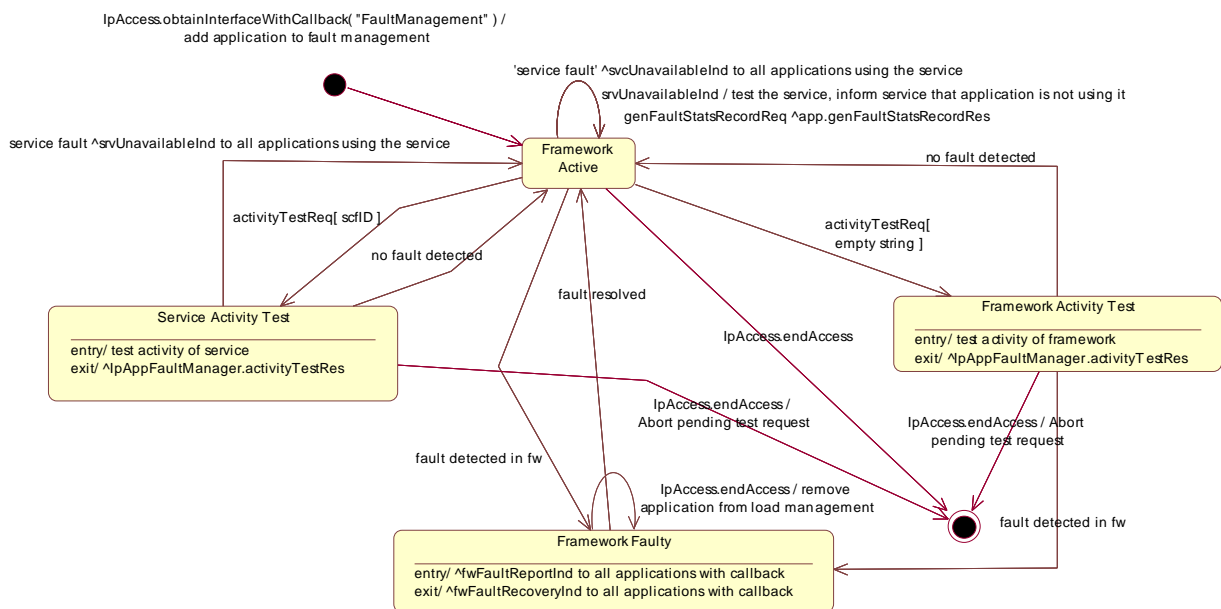 IpAccess.obtainInterfaceWithCallback( "FaultManagement" ) /
add application to fault management
'service fault' ^svcUnavailableInd to all applications using the service
srvUnavailableInd / test the service, inform service that application is not using it
genFaultStatsRecordReq ^app.genFaultStatsRecordRes
service fault ^srvUnavailableInd to all applications using the service
Framework
Active
no fault detected
activityTestReq[ scfID ]
activityTestReq[
empty string ]
no fault detected
fault resolved
Service Activity Test
entry/ test activity of service
exit/ ^IpAppFaultManager.activityTestRes
Framework Activity Test
entry/ test activity of framework
exit/ ^IpAppFaultManager.activityTestRes
IpAccess.endAccess
IpAccess.endAccess /
Abort pending test request
IpAccess.endAccess / Abort
pending test request
fault detected in fw
IpAccess.endAccess / remove
application from load management
fault detected in fw
Framework Faulty
entry/ ^fwFaultReportInd to all applications with callback
exit/ ^fwFaultRecoveryInd to all applications with callback